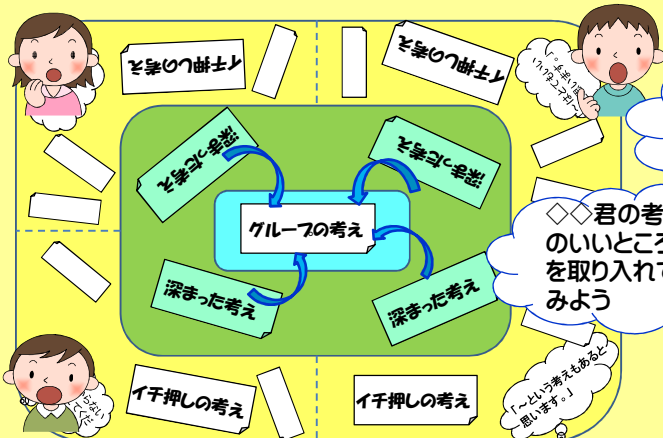 イチ押しの考え
イチ押しの考え
深まった考え
深まった考え
グループの考え
◇◇君の考え
のいいところ
を取り入れて
みよう
深まった考え
深まった考え
イチ押しの考え
イチ押しの考え
「~という考えもあると
思います。」